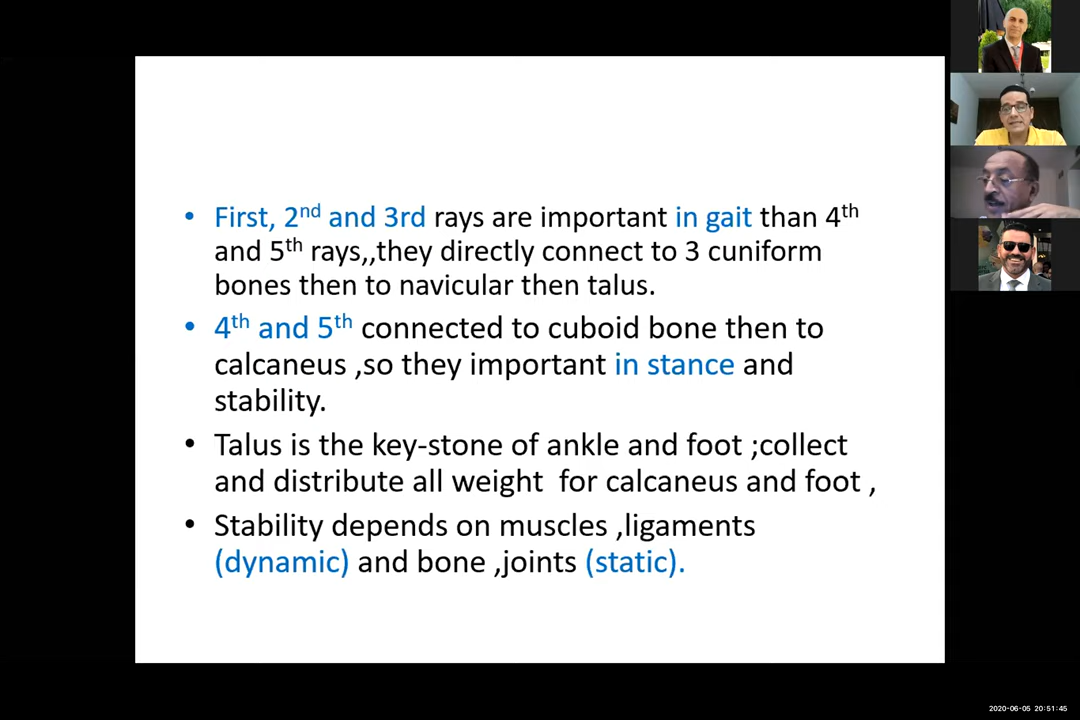 • First, 2nd and 3rd rays are important in gait than 4th
and 5th rays,,they directly connect to 3 cuniform
bones then to navicular then talus.
• 4th and 5th connected to cuboid bone then to
calcaneus ,so they important in stance and
stability.
• Talus is the key-stone of ankle and foot ;collect
and distribute all weight for calcaneus and foot ,
• Stability depends on muscles ,ligaments
(dynamic) and bone ,joints (static).
2020-06-05 20:51:45